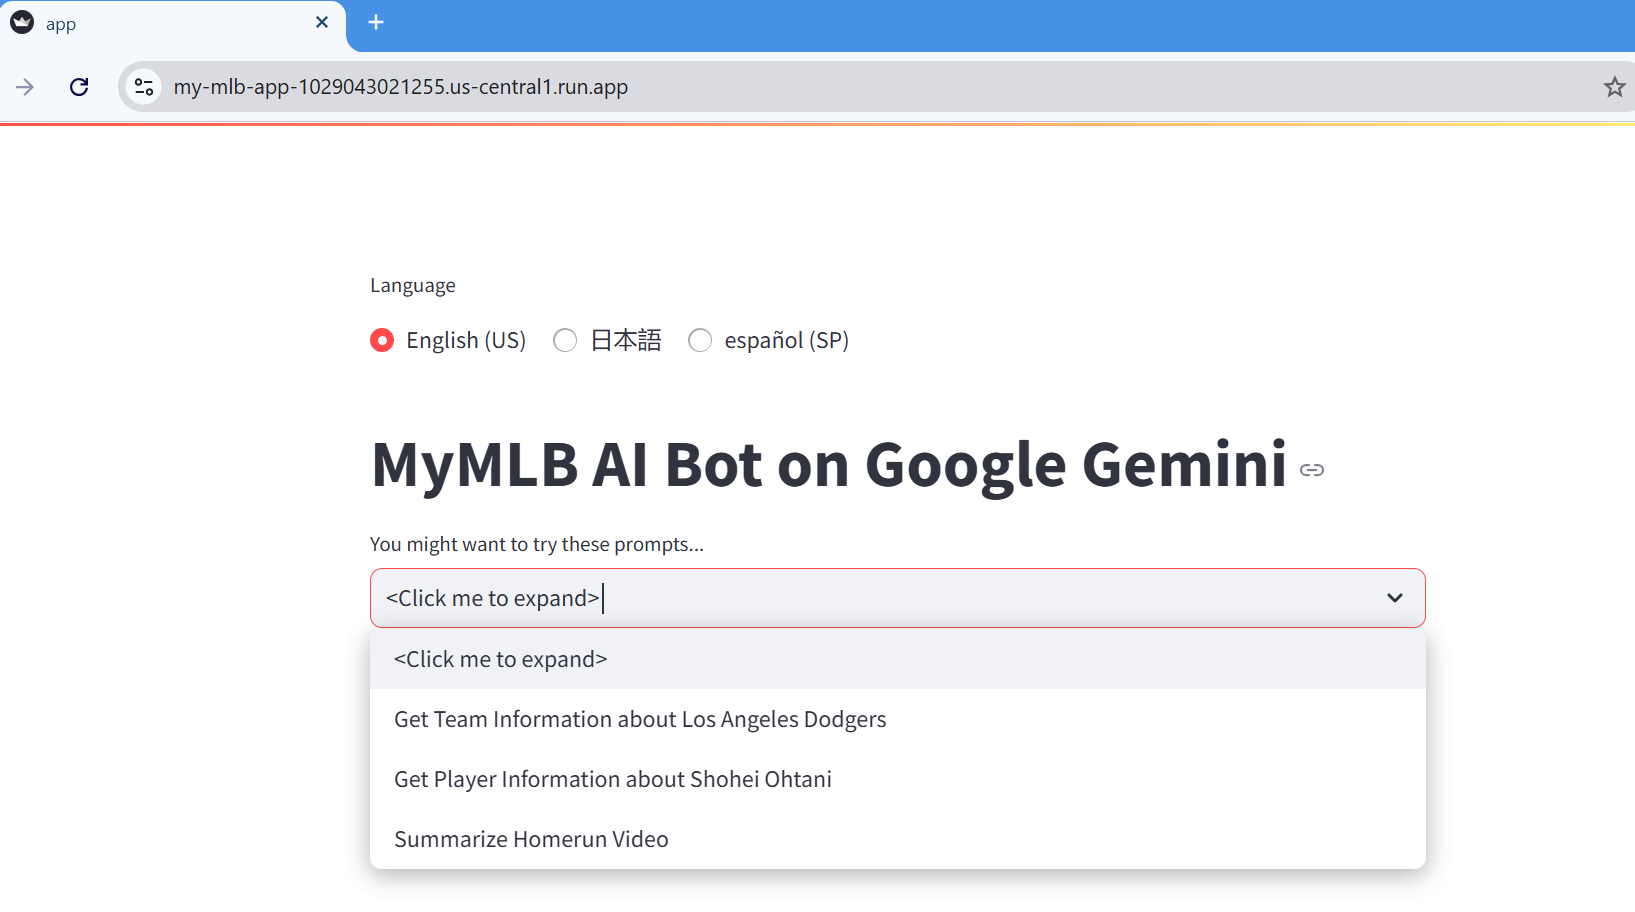 app
my-mlb-app-1029043021255.us-central1.run.app
Language
English (US) 日本語 español (SP)
MyMLB AI Bot on Google Gemini
You might want to try these prompts...
<Click me to expand>
<Click me to expand>
Get Team Information about Los Angeles Dodgers
Get Player Information about Shohei Ohtani
Summarize Homerun Video